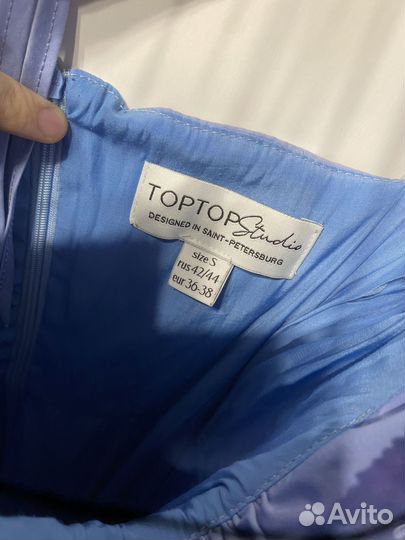 TOPTOP Studio
DESIGNED IN SAINT-PETERSBURG
size S
rus 42/44
eur 36-38
Avito